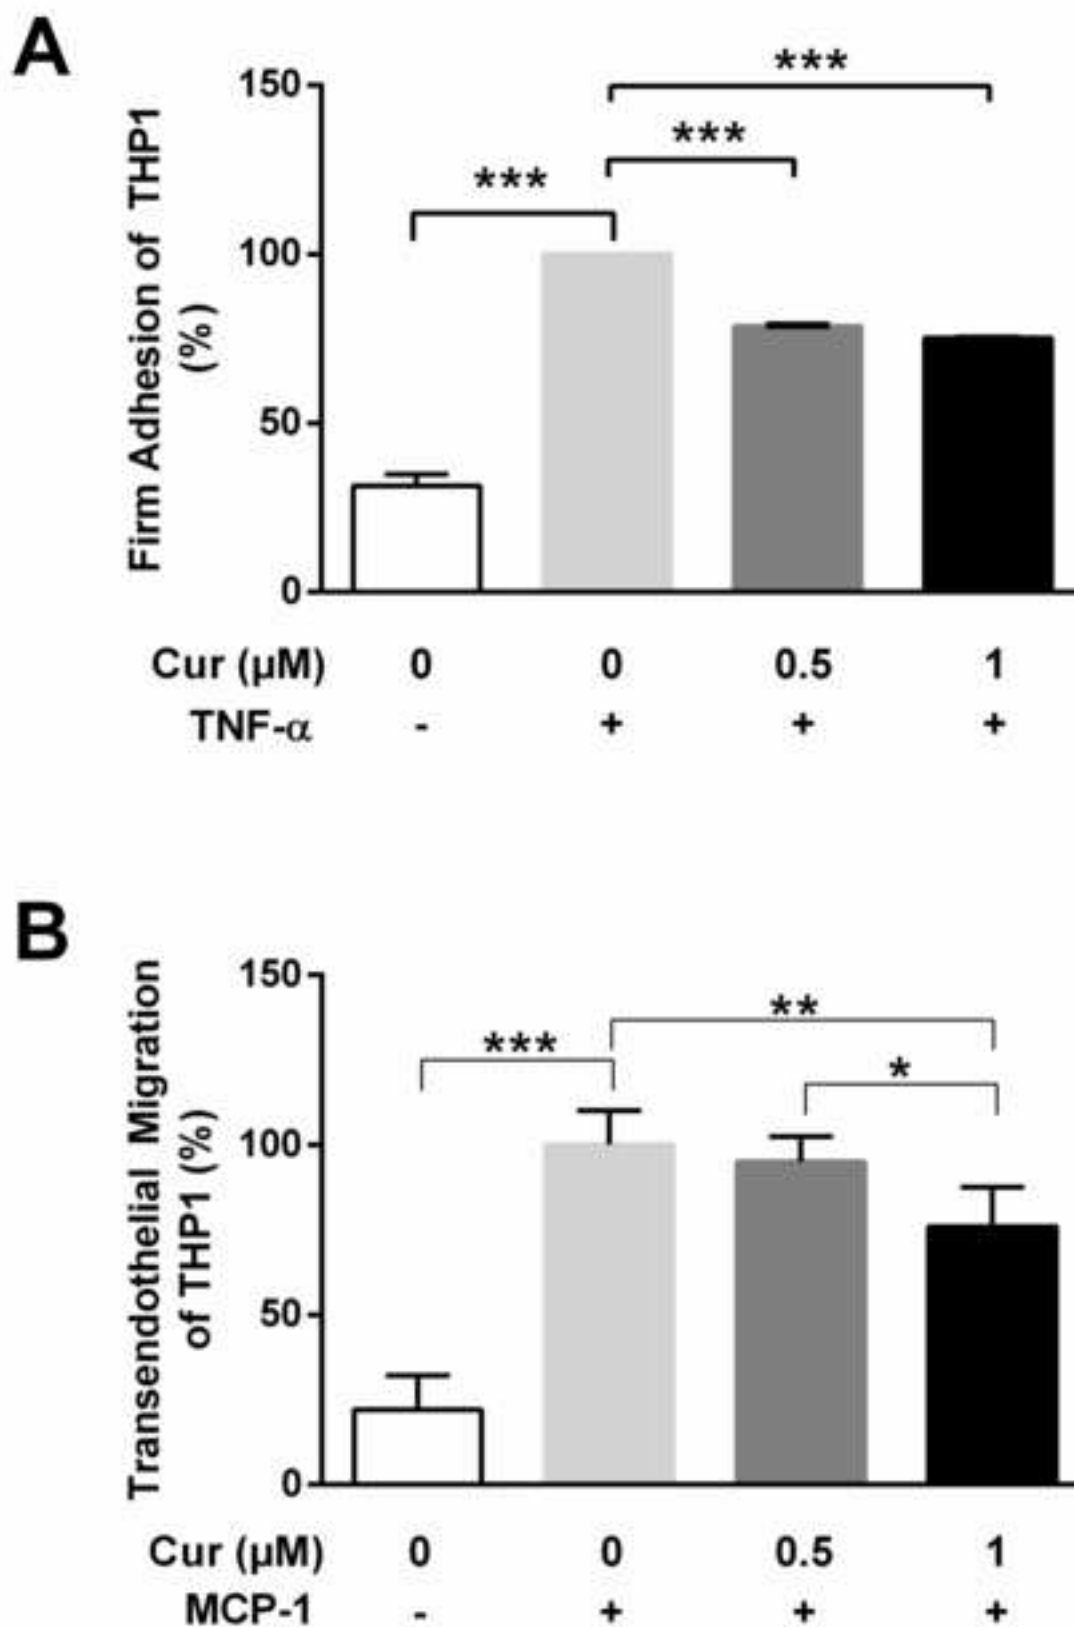 A
Firm Adhesion of THP1
(%)
150
100
50
0
***
***
***
Cur (µM) 0 0 0.5 1
TNF-α - + + +
B
Transendothelial Migration
of THP1 (%)
150
100
50
0
**
***
*
Cur (µM) 0 0 0.5 1
MCP-1 - + + +